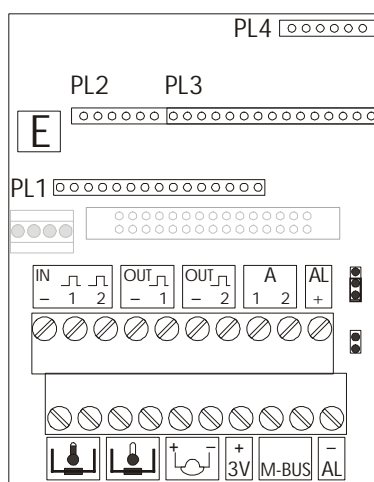 PL4
PL2 PL3
E
PL1
IN OUT OUT A AL
– 1 2 – 1 – 2 1 2 +
+ – + –
3V M-BUS AL